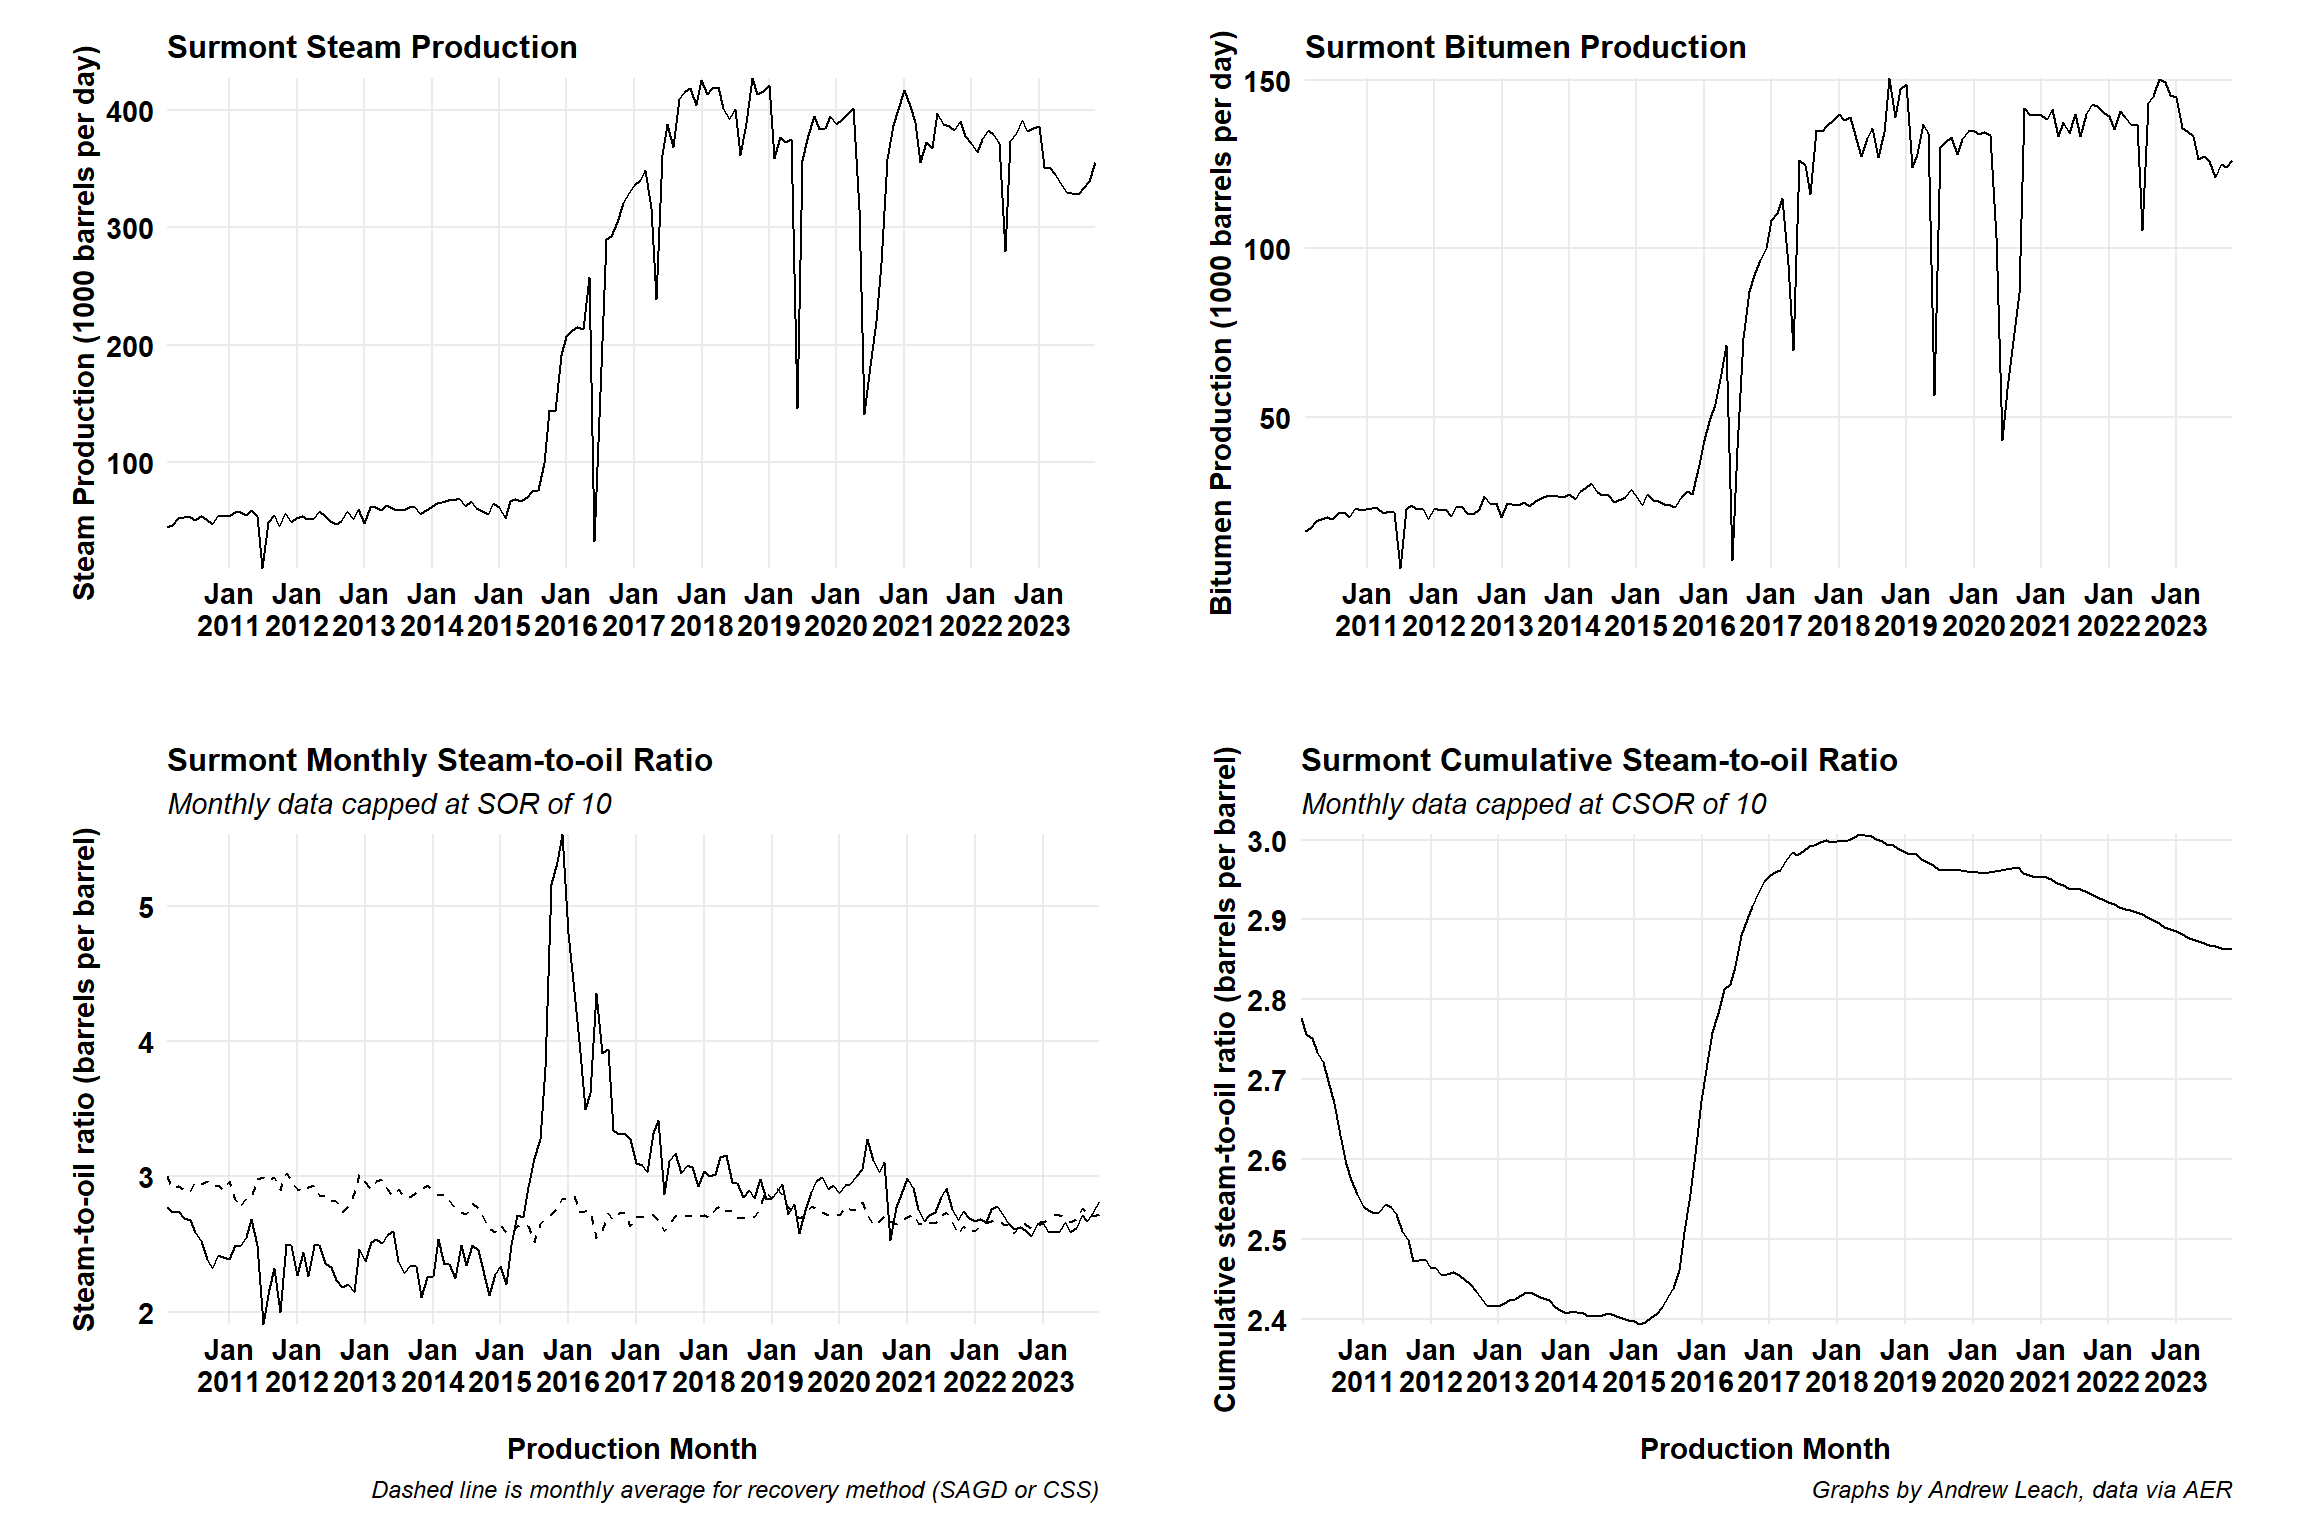 Surmont Steam Production
Steam Production (1000 barrels per day)
400
300
200
100
Jan Jan Jan Jan Jan Jan Jan Jan Jan Jan Jan Jan Jan
2011 2012 2013 2014 2015 2016 2017 2018 2019 2020 2021 2022 2023
Surmont Bitumen Production
Bitumen Production (1000 barrels per day)
150
100
50
Jan Jan Jan Jan Jan Jan Jan Jan Jan Jan Jan Jan Jan
2011 2012 2013 2014 2015 2016 2017 2018 2019 2020 2021 2022 2023
Surmont Monthly Steam-to-oil Ratio
Monthly data capped at SOR of 10
Steam-to-oil ratio (barrels per barrel)
5
4
3
2
Jan Jan Jan Jan Jan Jan Jan Jan Jan Jan Jan Jan Jan
2011 2012 2013 2014 2015 2016 2017 2018 2019 2020 2021 2022 2023
Production Month
Dashed line is monthly average for recovery method (SAGD or CSS)
Surmont Cumulative Steam-to-oil Ratio
Monthly data capped at CSOR of 10
Cumulative steam-to-oil ratio (barrels per barrel)
3.0
2.9
2.8
2.7
2.6
2.5
2.4
Jan Jan Jan Jan Jan Jan Jan Jan Jan Jan Jan Jan Jan
2011 2012 2013 2014 2015 2016 2017 2018 2019 2020 2021 2022 2023
Production Month
Graphs by Andrew Leach, data via AER